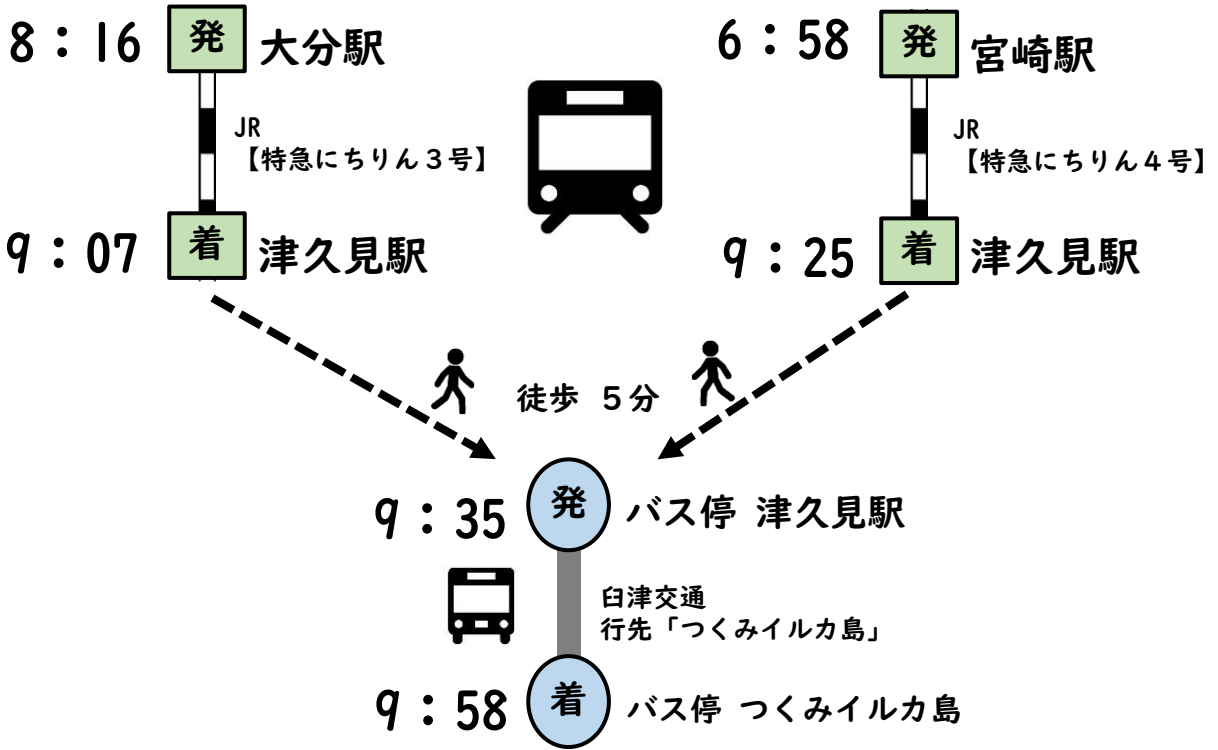 8：16 発 大分駅
JR
【特急にちりん３号】
9：07 着 津久見駅
6：58 発 宮崎駅
JR
【特急にちりん４号】
9：25 着 津久見駅
徒歩 ５分
9：35 発 バス停 津久見駅
臼津交通
行先「つくみイルカ島」
9：58 着 バス停 つくみイルカ島